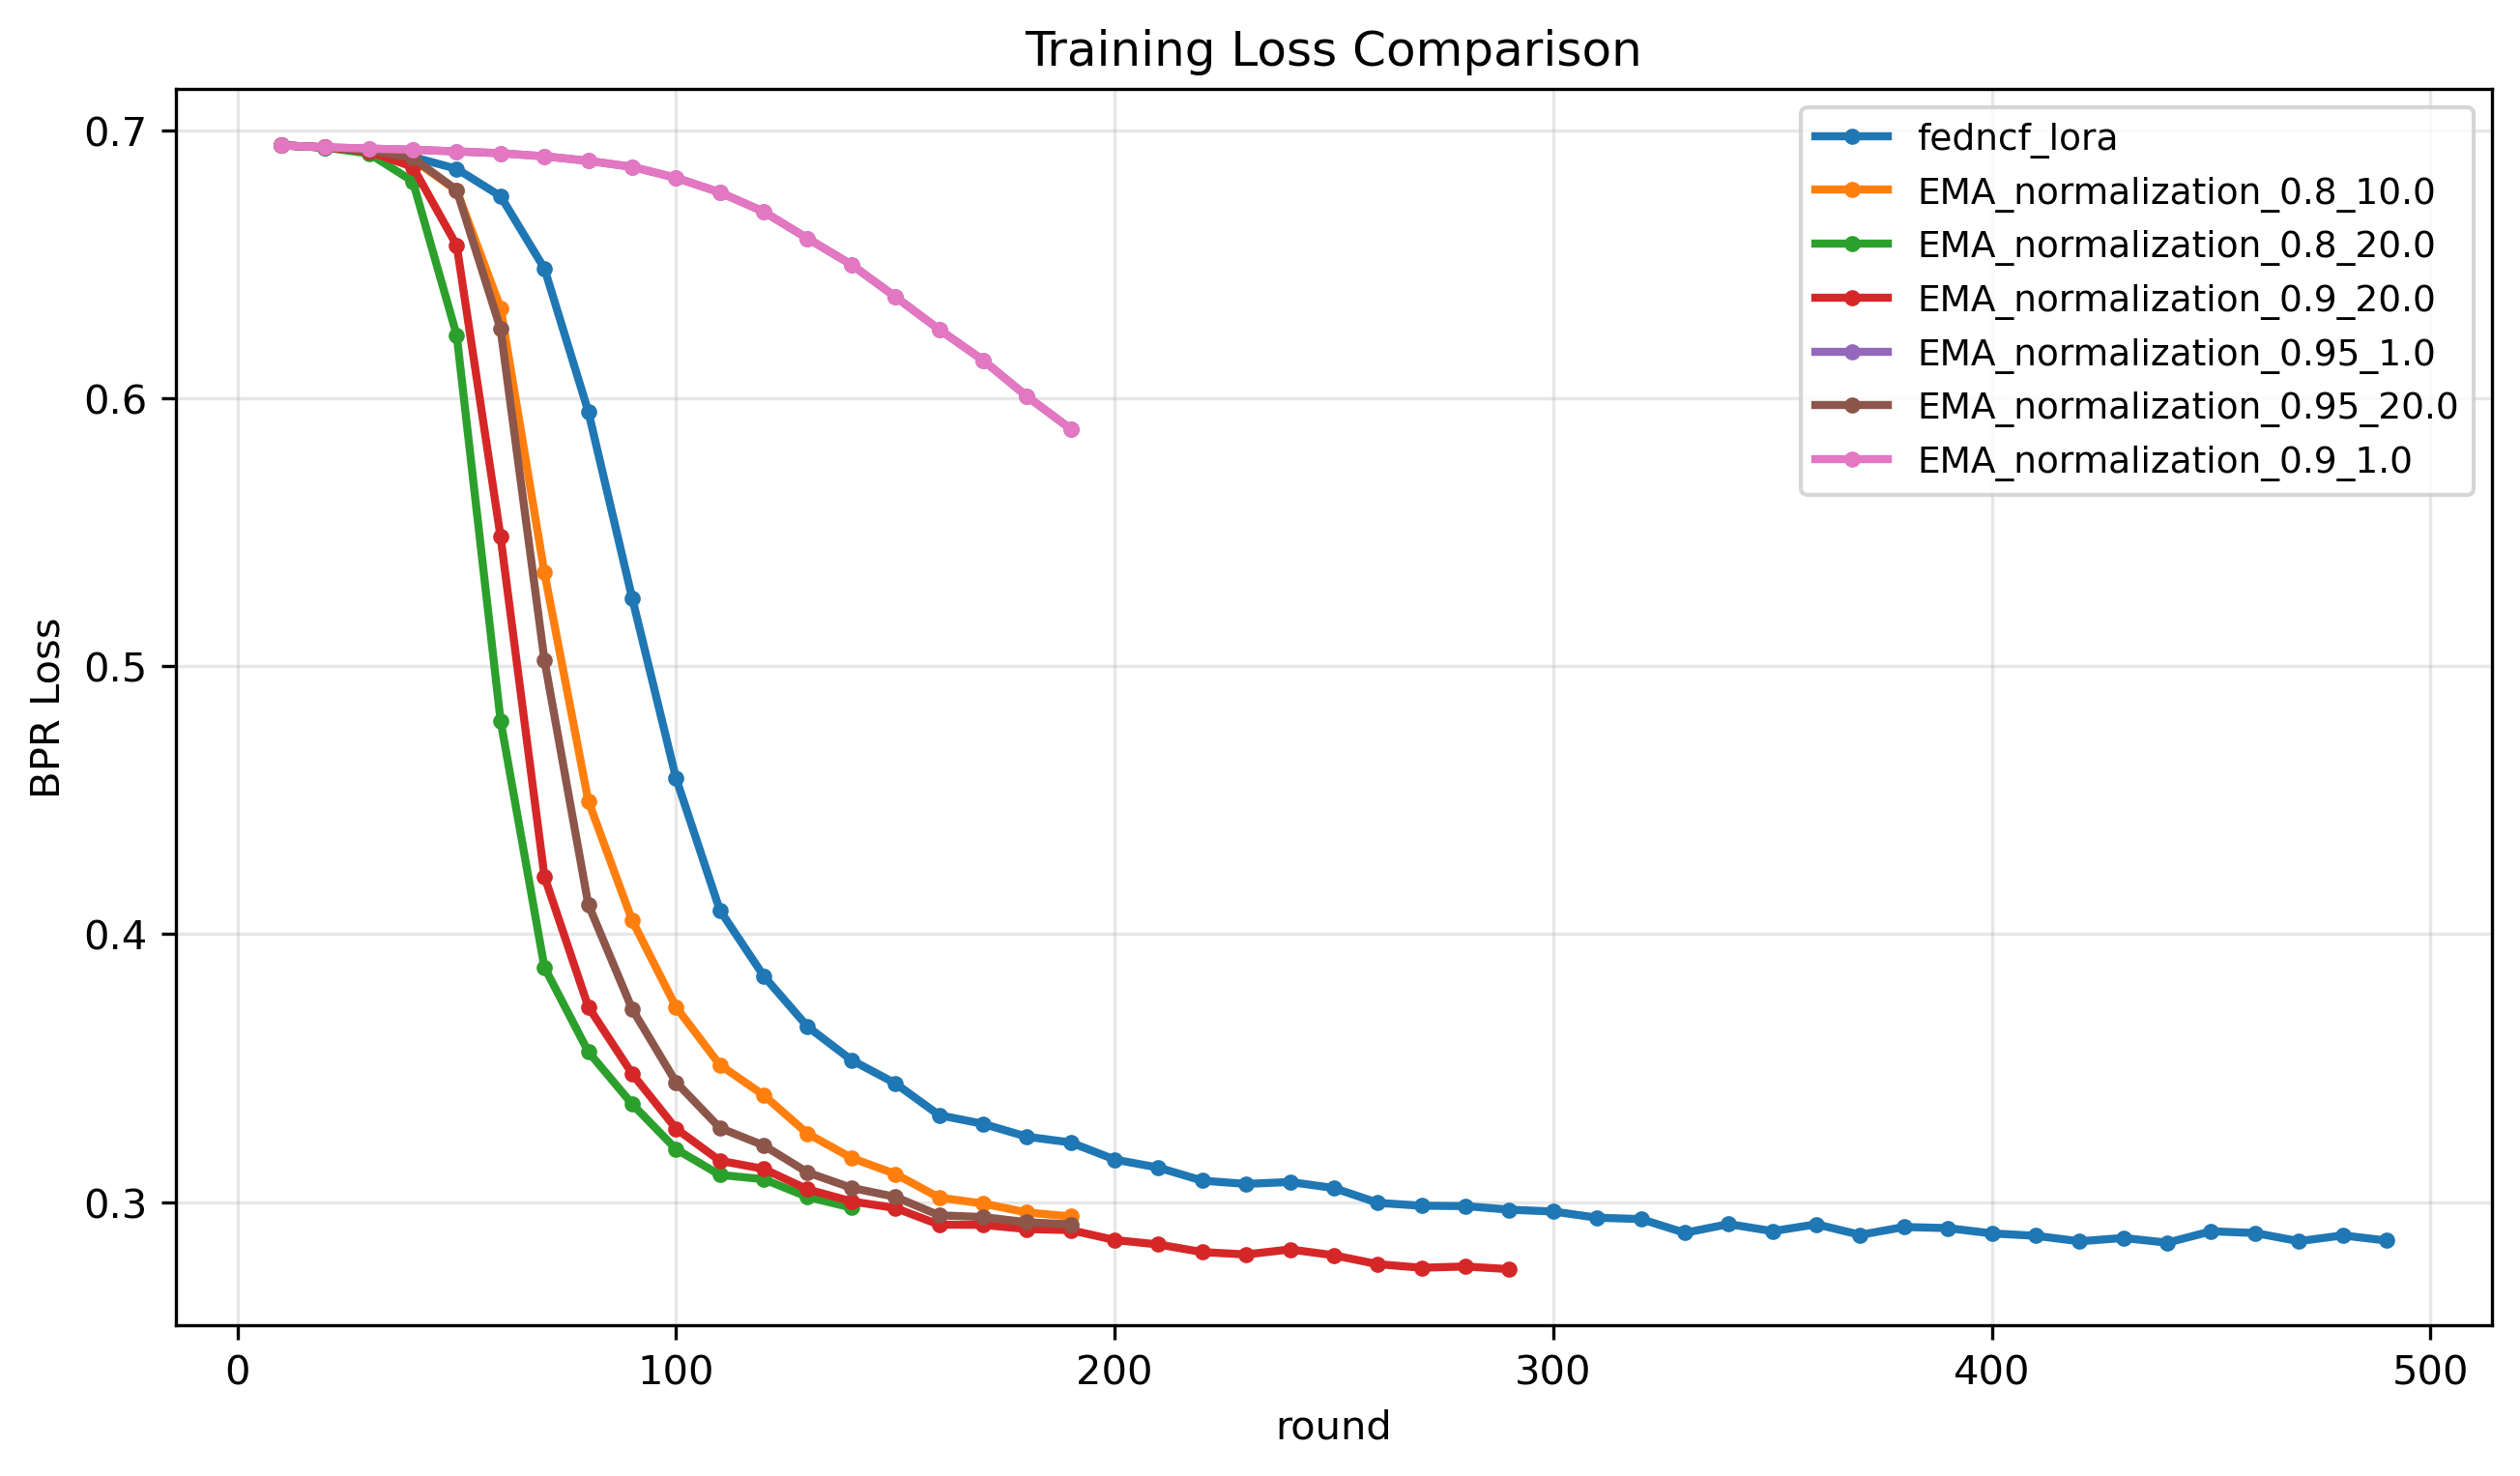 Training Loss Comparison
0.7
0.6
0.5
0.4
0.3
BPR Loss
0
100
200
300
400
500
round
fedncf_lora
EMA_normalization_0.8_10.0
EMA_normalization_0.8_20.0
EMA_normalization_0.9_20.0
EMA_normalization_0.95_1.0
EMA_normalization_0.95_20.0
EMA_normalization_0.9_1.0